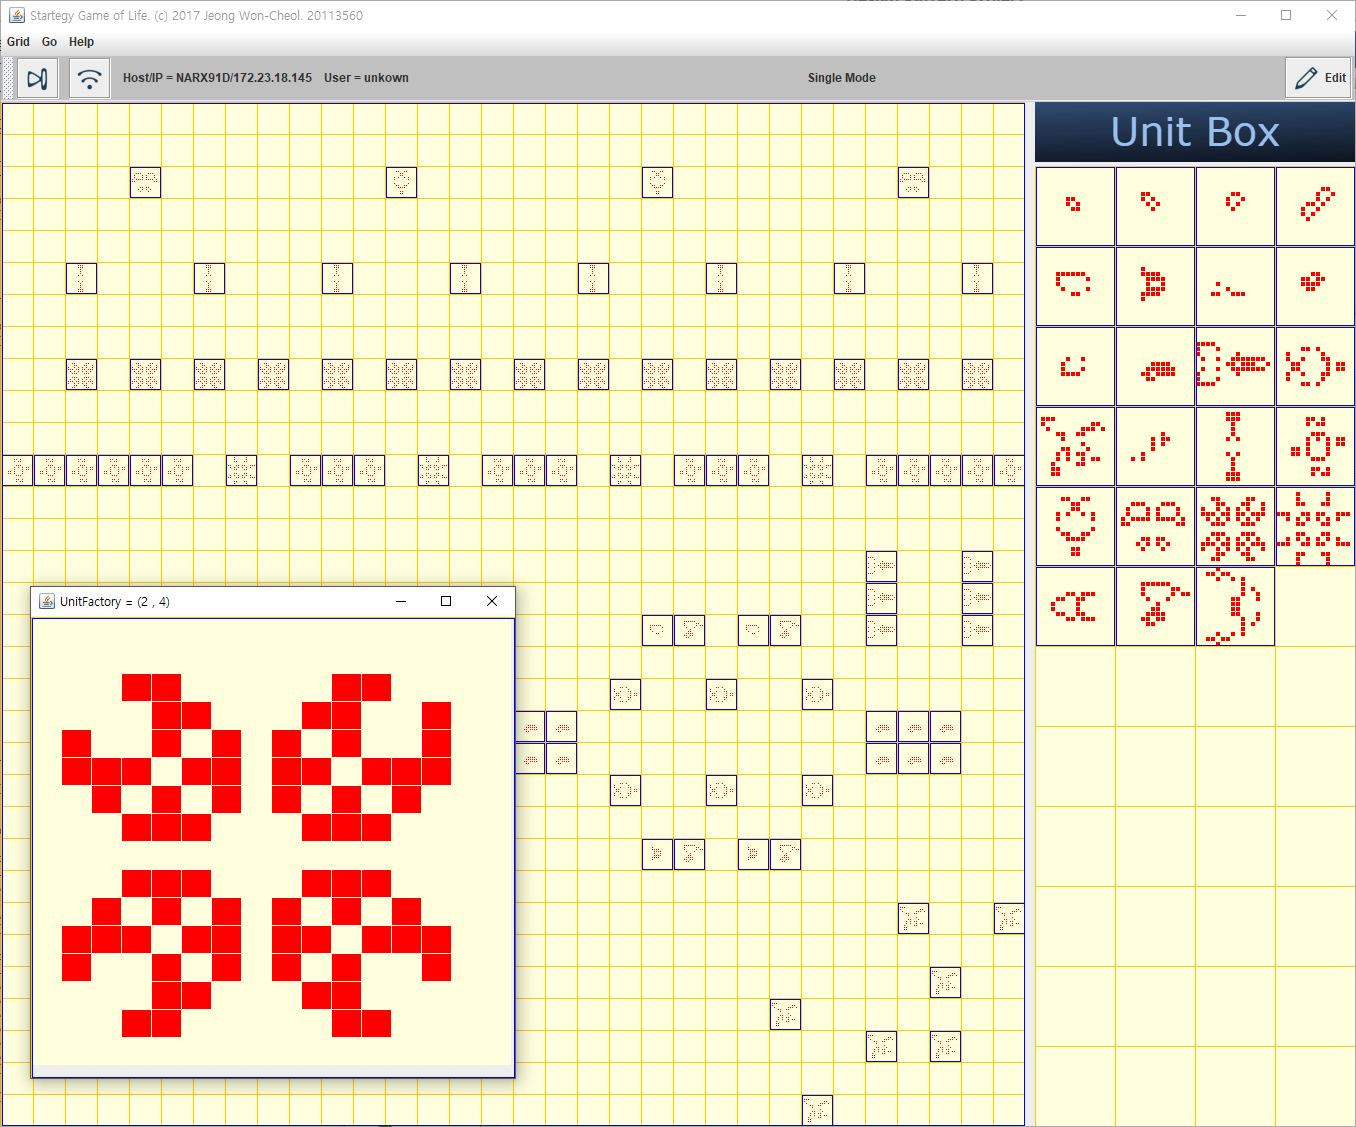 Startegy Game of Life. (c) 2017 Jeong Won-Cheol. 20113560
Grid Go Help
Host/IP = NARX91D/172.23.18.145 User = unkown Single Mode Edit
Unit Box
UnitFactory = (2 , 4)